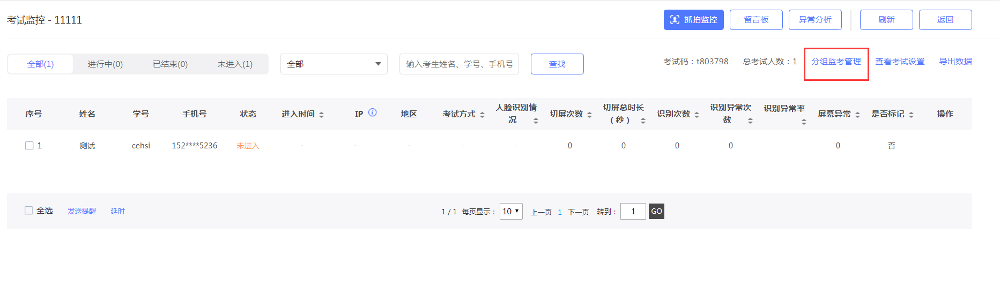 考试监控 - 11111
抓拍监控 留言板 异常分析 刷新 返回
全部(1) 进行中(0) 已结束(0) 未进入(1) 全部 输入考生姓名、学号、手机号 查找 考试码：t803798 总考试人数：1 分组监考管理 查看考试设置 导出数据
序号 姓名 学号 手机号 状态 进入时间 IP 地区 考试方式 人脸识别情况 切屏次数 切屏总时长（秒） 识别次数 识别异常次数 识别异常率 屏幕异常 是否标记 操作
1 测试 cehsi 152****5236 未进入 - - - - - 0 0 0 0 0 否
全选 发送提醒 延时 1 / 1 每页显示： 10 上一页 1 下一页 转到： 1 GO